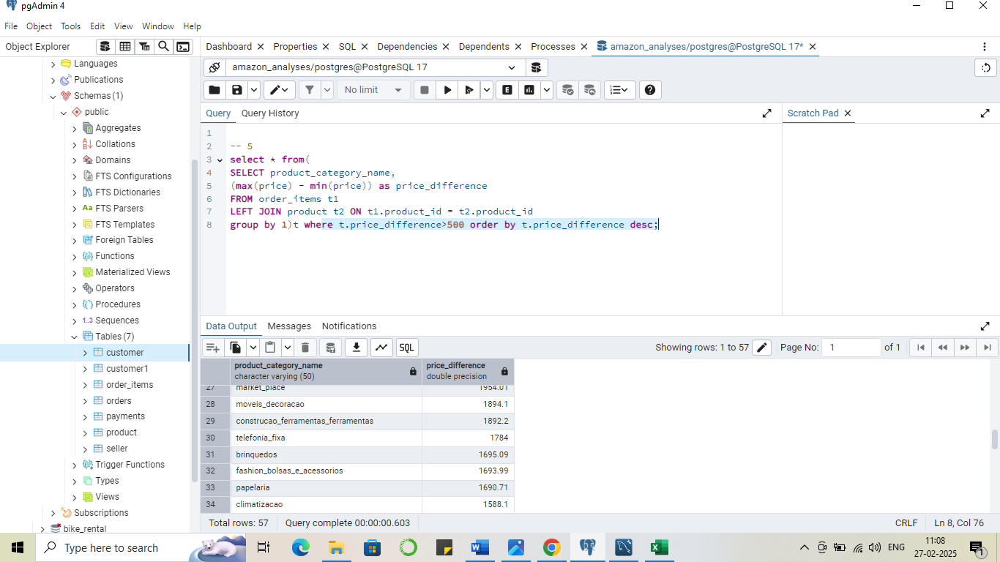 pgAdmin 4
File Object Tools Edit View Window Help
Object Explorer
Dashboard Properties SQL Dependencies Dependents Processes amazon_analyses/postgres@PostgreSQL 17*
Languages
Publications
Schemas (1)
public
Aggregates
Collations
Domains
FTS Configurations
FTS Dictionaries
Aa FTS Parsers
FTS Templates
Foreign Tables
Functions
Materialized Views
Operators
Procedures
1..3 Sequences
Tables (7)
customer
customer1
order_items
orders
payments
product
seller
Trigger Functions
Types
Views
Subscriptions
bike_rental
amazon_analyses/postgres@PostgreSQL 17
No limit
E
Query Query History
Scratch Pad
1
2 -- 5
3 select * from(
4 SELECT product_category_name,
5 (max(price) - min(price)) as price_difference
6 FROM order_items t1
7 LEFT JOIN product t2 ON t1.product_id = t2.product_id
8 group by 1)t where t.price_difference>500 order by t.price_difference desc;
Data Output Messages Notifications
SQL Showing rows: 1 to 57 Page No: 1 of 1
product_category_name price_difference
character varying (50) double precision
27 market_place 1954.01
28 moveis_decoracao 1894.1
29 construcao_ferramentas_ferramentas 1892.2
30 telefonia_fixa 1784
31 brinquedos 1695.09
32 fashion_bolsas_e_acessorios 1693.99
33 papelaria 1690.71
34 climatizacao 1588.1
Total rows: 57 Query complete 00:00:00.603 CRLF Ln 8, Col 76
Type here to search
ENG
11:08
27-02-2025
1